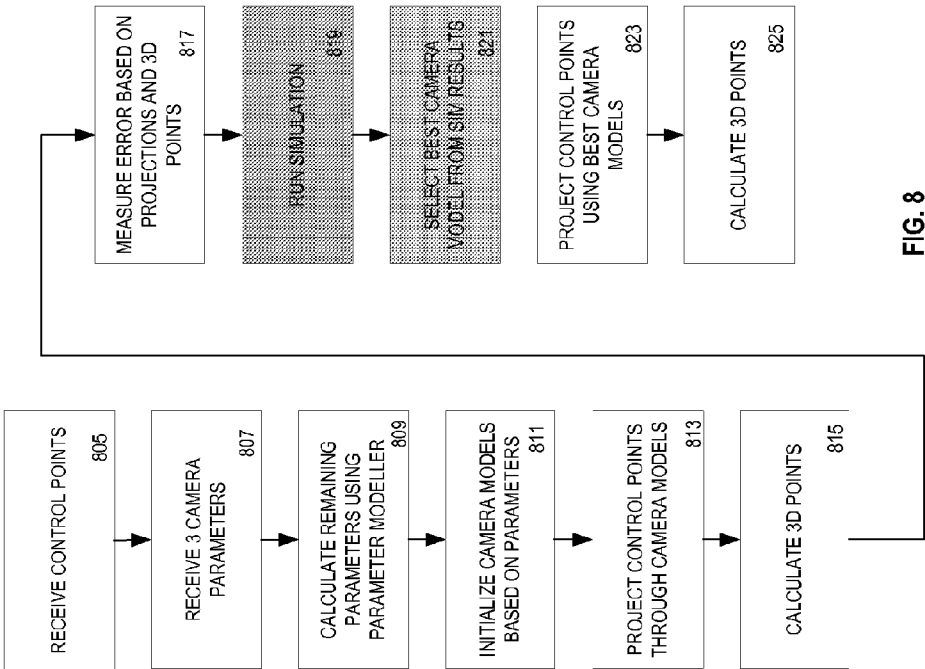 RECEIVE CONTROL POINTS
805
RECEIVE 3 CAMERA
PARAMETERS
807
CALCULATE REMAINING
PARAMETERS USING
PARAMETER MODELLER
809
INITIALIZE CAMERA MODELS
BASED ON PARAMETERS
811
PROJECT CONTROL POINTS
THROUGH CAMERA MODELS
813
CALCULATE 3D POINTS
815
MEASURE ERROR BASED ON
PROJECTIONS AND 3D
POINTS
817
RUN SIMULATION
819
SELECT BEST CAMERA
MODEL FROM SIM RESULTS
821
PROJECT CONTROL POINTS
USING BEST CAMERA
MODELS
823
CALCULATE 3D POINTS
825
FIG. 8